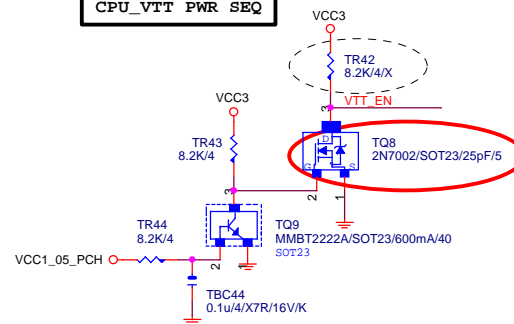 CPU_VTT PWR SEQ
VCC3
TR42
8.2K/4/X
3
VTT_EN
VCC3
D
TQ8
2N7002/SOT23/25pF/5
G
S
TR43
8.2K/4
2
1
3
TR44
8.2K/4
TQ9
MMBT2222A/SOT23/600mA/40
SOT23
VCC1_05_PCH
2
1
TBC44
0.1u/4/X7R/16V/K